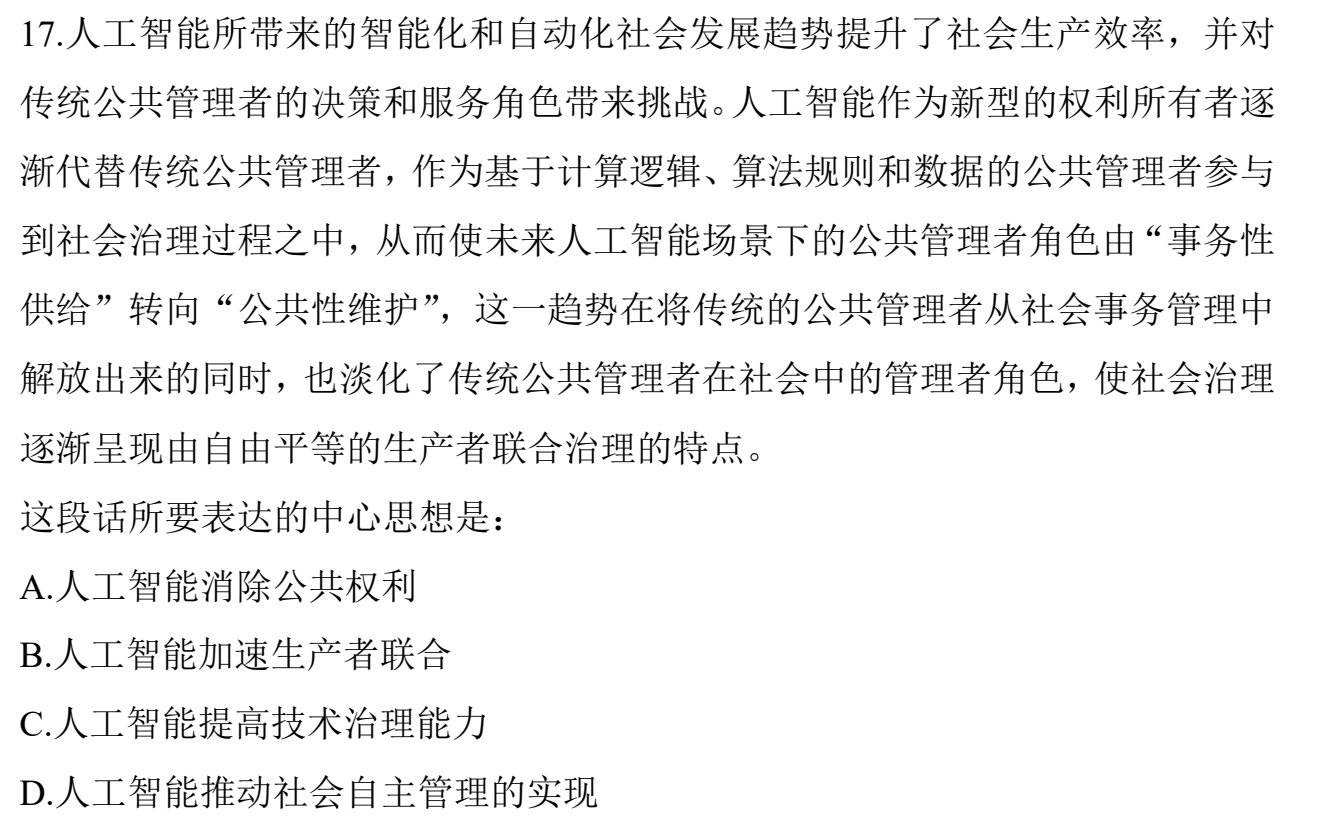 17.人工智能所带来的智能化和自动化社会发展趋势提升了社会生产效率，并对
传统公共管理者的决策和服务角色带来挑战。人工智能作为新型的权利所有者逐
渐代替传统公共管理者，作为基于计算逻辑、算法规则和数据的公共管理者参与
到社会治理过程之中，从而使未来人工智能场景下的公共管理者角色由“事务性
供给”转向“公共性维护”，这一趋势在将传统的公共管理者从社会事务管理中
解放出来的同时，也淡化了传统公共管理者在社会中的管理者角色，使社会治理
逐渐呈现由自由平等的生产者联合治理的特点。
这段话所要表达的中心思想是：
A.人工智能消除公共权利
B.人工智能加速生产者联合
C.人工智能提高技术治理能力
D.人工智能推动社会自主管理的实现